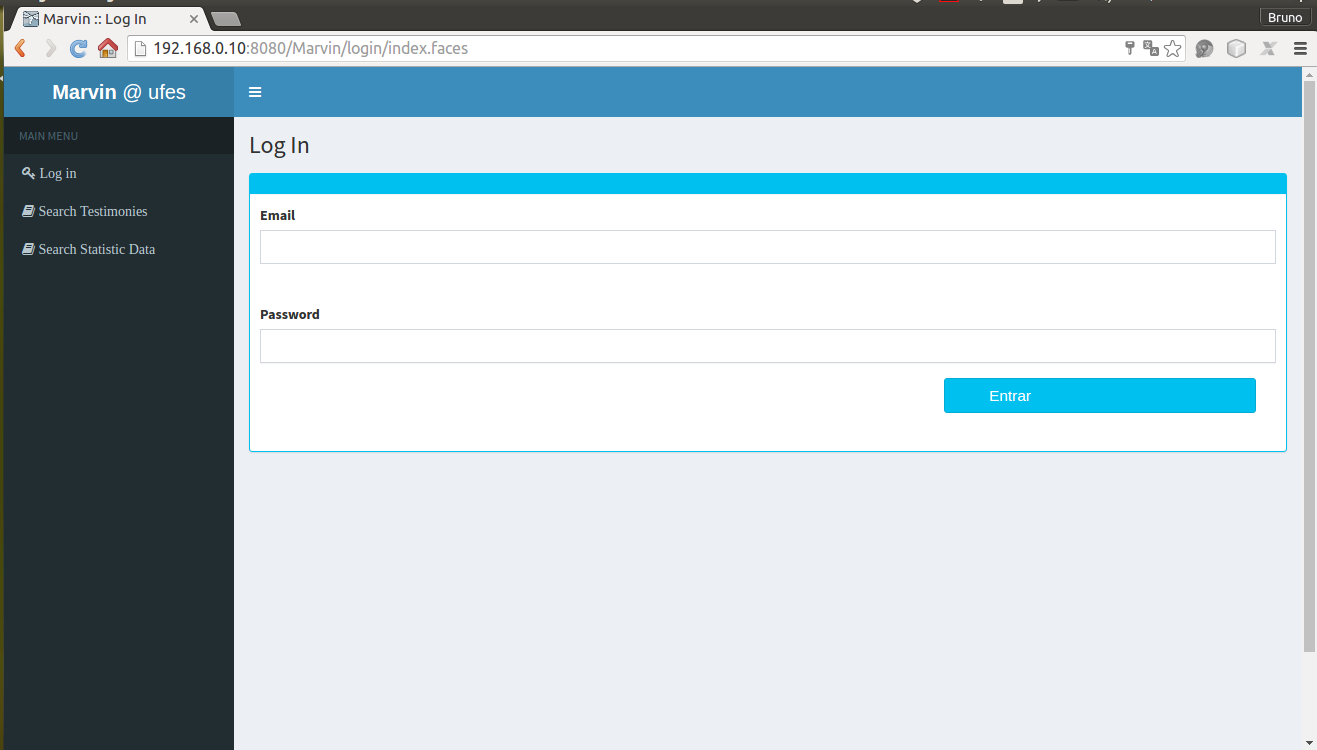 Marvin :: Log In
Bruno
192.168.0.10:8080/Marvin/login/index.faces
Marvin @ ufes
MAIN MENU
Log in
Search Testimonies
Search Statistic Data
Log In
Email
Password
Entrar